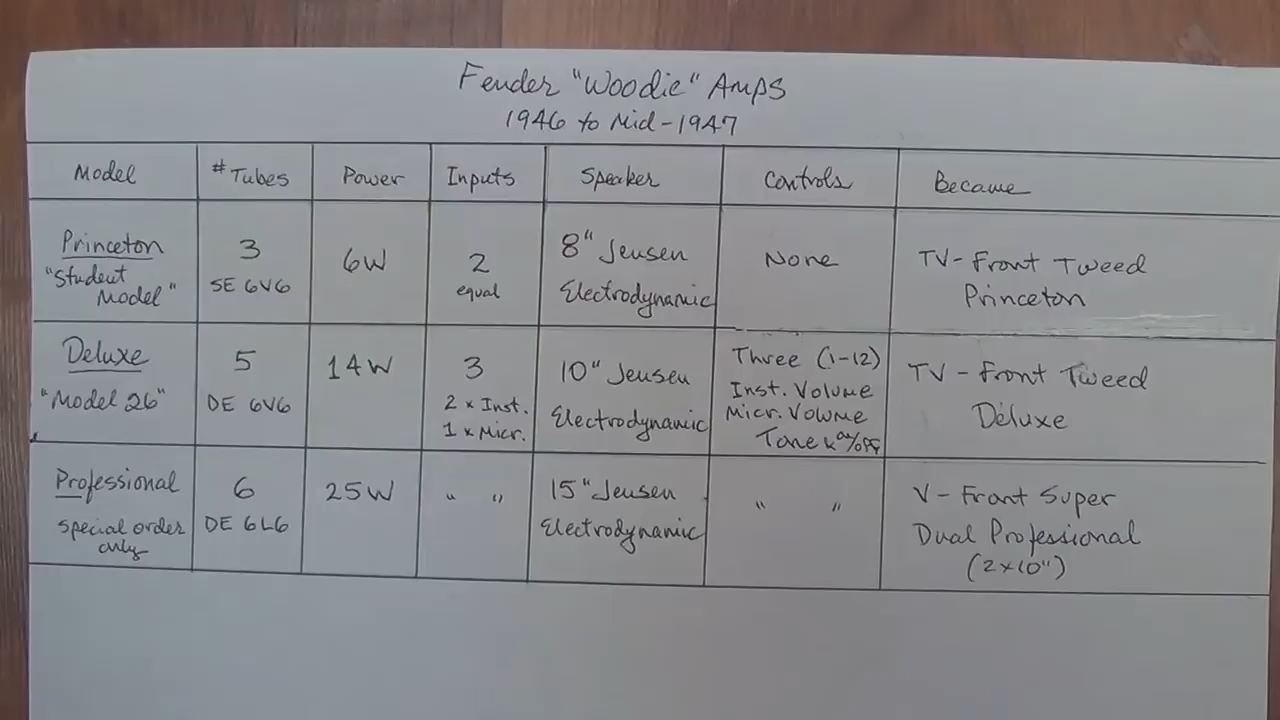 Fender "Woodie" Amps
1946 to Mid-1947
Model # Tubes Power Inputs Speaker Controls Became
Princeton
"Student
Model"
3
SE 6V6
6W
2
equal
8" Jensen
Electrodynamic
None
TV-Front Tweed
Princeton
Deluxe
"Model 26"
5
DE 6V6
14W
3
2 x Inst.
1 x Micr.
10" Jensen
Electrodynamic
Three (1-12)
Inst. Volume
Micr. Volume
Tone
TV-Front Tweed
Deluxe
Professional
special order
only
6
DE 6L6
25W
" "
15" Jensen
Electrodynamic
" "
V-Front Super
Dual Professional
(2x10")